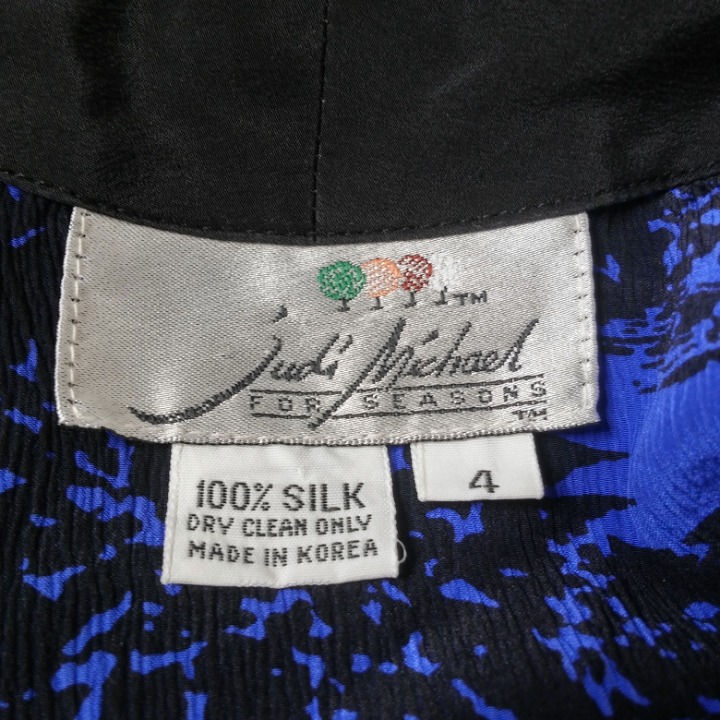 TM
Judi Michael
FOR SEASONS
TM
100% SILK
DRY CLEAN ONLY
MADE IN KOREA
4